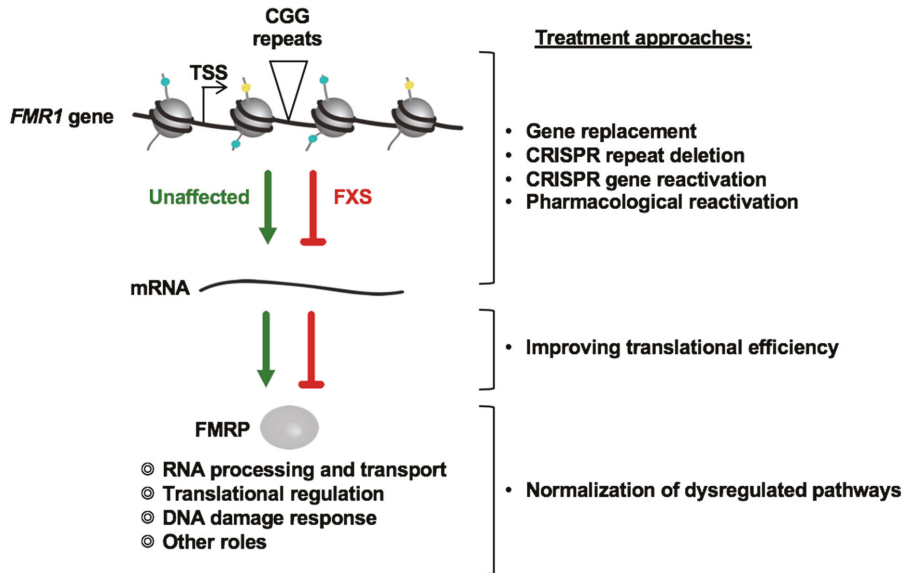 CGG
repeats
TSS
FMR1 gene
Unaffected
FXS
mRNA
FMRP
◎ RNA processing and transport
◎ Translational regulation
◎ DNA damage response
◎ Other roles
Treatment approaches:
• Gene replacement
• CRISPR repeat deletion
• CRISPR gene reactivation
• Pharmacological reactivation
• Improving translational efficiency
• Normalization of dysregulated pathways